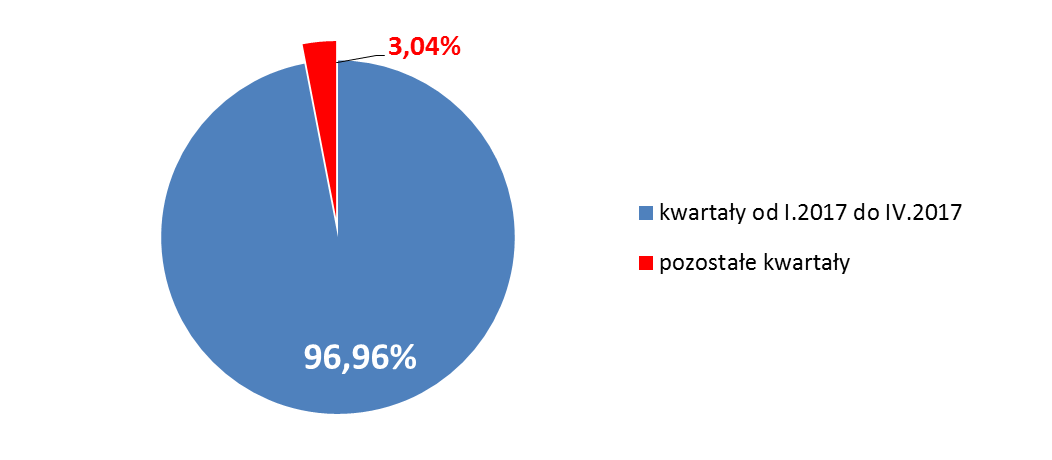 3,04%
96,96%
kwartały od I.2017 do IV.2017
pozostałe kwartały